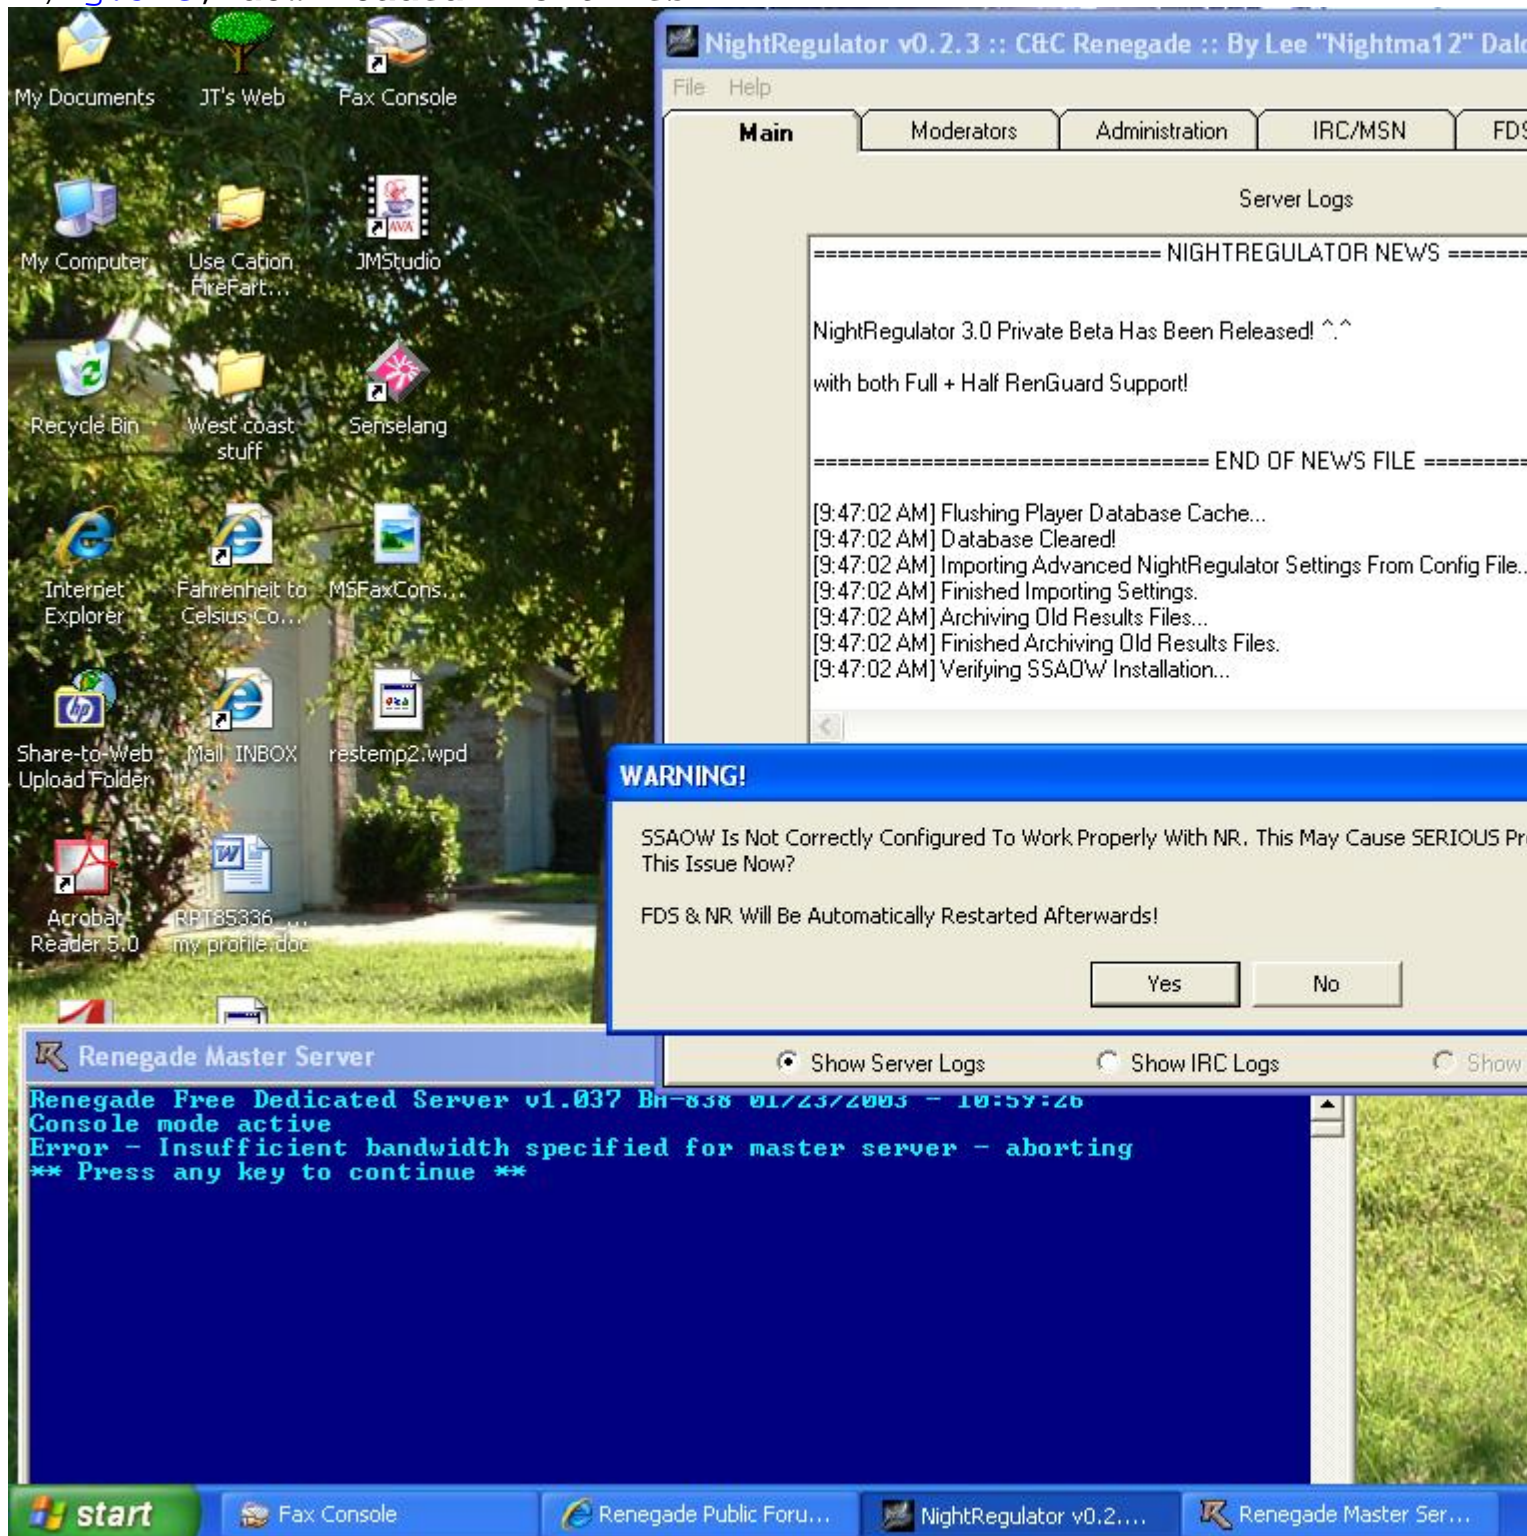 NightRegulator v0.2.3 :: C&C Renegade :: By Lee "Nightma12"
File Help
Main Moderators Administration IRC/MSN
Server Logs
============================= NIGHTREGULATOR NEWS =========
NightRegulator 3.0 Private Beta Has Been Released! ^.^
with both Full + Half RenGuard Support!
================================= END OF NEWS FILE =========
[9:47:02 AM] Flushing Player Database Cache...
[9:47:02 AM] Database Cleared!
[9:47:02 AM] Importing Advanced NightRegulator Settings From Config File..
[9:47:02 AM] Finished Importing Settings.
[9:47:02 AM] Archiving Old Results Files...
[9:47:02 AM] Finished Archiving Old Results Files.
[9:47:02 AM] Verifying SSAOW Installation...
WARNING!
SSAOW Is Not Correctly Configured To Work Properly With NR. This May Cause SERIOUS
This Issue Now?
FDS & NR Will Be Automatically Restarted Afterwards!
Yes No
Show Server Logs Show IRC Logs Show
My Documents
JT's Web
Fax Console
My Computer
Use Cation
FireFart...
JMStudio
Recycle Bin
West coast
stuff
Senselang
Internet
Explorer
Fahrenheit to
Celsius Co...
MSFaxCons...
Share-to-Web
Upload Folder
Mail INBOX
restemp2.wpd
Acrobat
Reader 5.0
RPT85336_...
my profile.doc
Renegade Master Server
Renegade Free Dedicated Server v1.037 BH-838 01/23/2003 - 10:59:26
Console mode active
Error - Insufficient bandwidth specified for master server - aborting
** Press any key to continue **
start
Fax Console
Renegade Public Foru...
NightRegulator v0.2....
Renegade Master Ser...